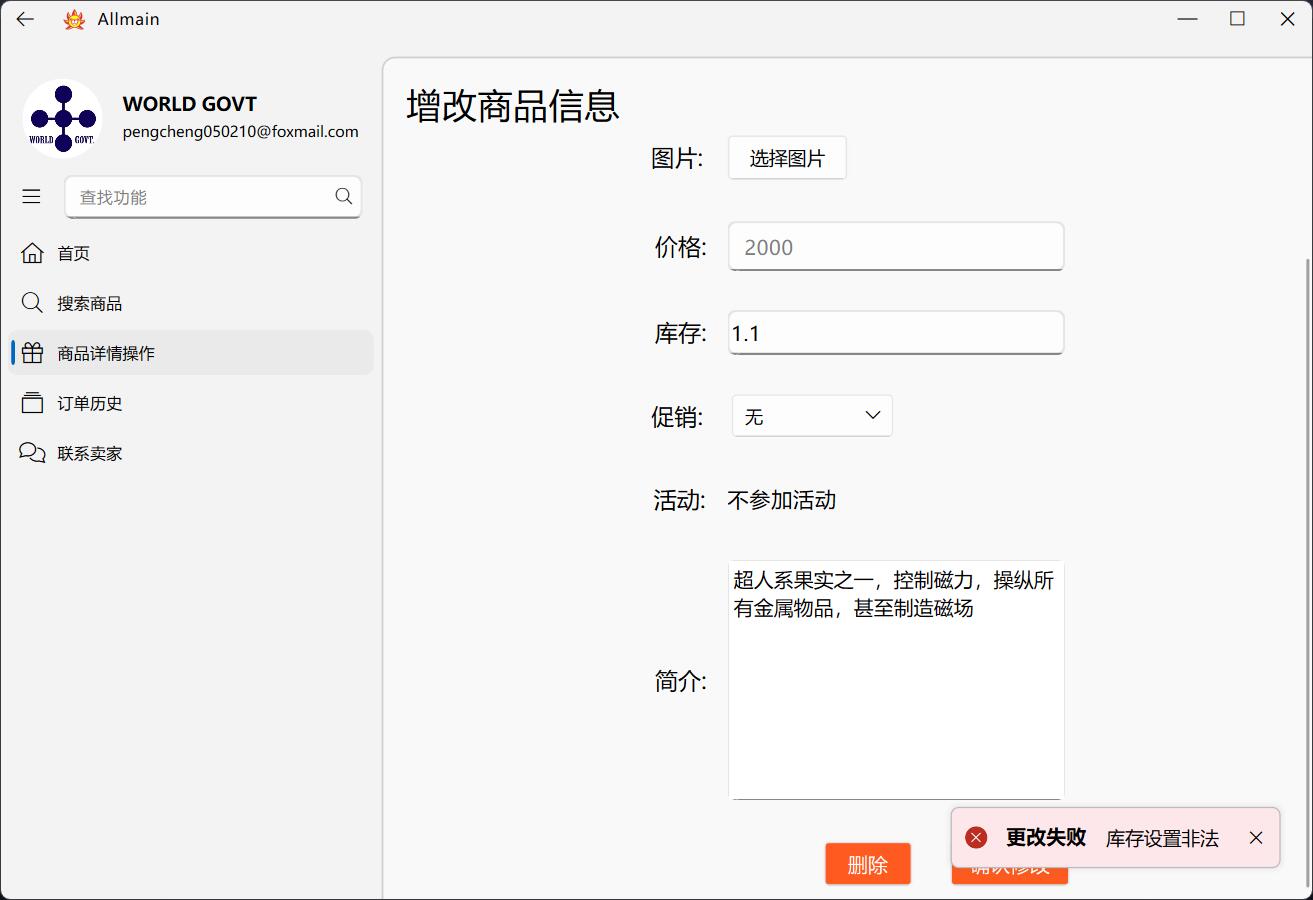 Allmain
WORLD GOVT
pengcheng050210@foxmail.com
WORLD GOVT.
查找功能
首页
搜索商品
商品详情操作
订单历史
联系卖家
增改商品信息
图片:
选择图片
价格:
2000
库存:
1.1
促销:
无
活动:
不参加活动
简介:
超人系果实之一，控制磁力，操纵所
有金属物品，甚至制造磁场
更改失败 库存设置非法
删除
确认修改